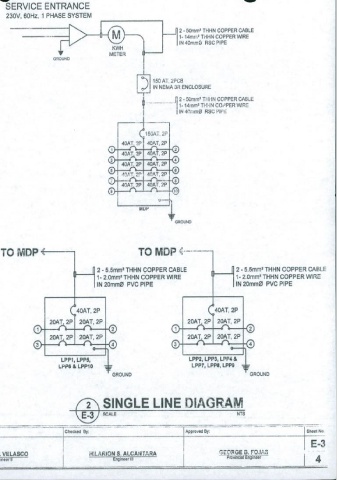 SERVICE ENTRANCE
230V, 60Hz, 1 PHASE SYSTEM
M
KWH
METER
GROUND
2 - 50mm² THHN COPPER CABLE
1- 14mm² THHN COPPER WIRE
IN 40mmØ RSC PIPE
150 AT, 2PCB
IN NEMA 3R ENCLOSURE
2 - 50mm² THHN COPPER CABLE
1- 14mm² THHN COPPER WIRE
IN 40mmØ RSC PIPE
150AT, 2P
40AT, 2P 40AT, 2P
1 2
40AT, 2P 40AT, 2P
3 4
40AT, 2P 40AT, 2P
5 6
40AT, 2P 40AT, 2P
7 8
40AT, 2P 40AT, 2P
9 10
MDP
GROUND
TO MDP TO MDP
2 - 5.5mm² THHN COPPER CABLE
1- 2.0mm² THHN COPPER WIRE
IN 20mmØ PVC PIPE
2 - 5.5mm² THHN COPPER CABLE
1- 2.0mm² THHN COPPER WIRE
IN 20mmØ PVC PIPE
40AT, 2P 40AT, 2P
20AT, 2P 20AT, 2P 20AT, 2P 20AT, 2P
1 2 1 2
20AT, 2P 20AT, 2P 20AT, 2P 20AT, 2P
3 4 3 4
LPP1, LPP5,
LPP6 & LPP10
GROUND
LPP2, LPP3, LPP4 &
LPP7, LPP8, LPP9
GROUND
2
E-3
SINGLE LINE DIAGRAM
SCALE NTS
Checked By: Approved By: Sheet No.
E-3
VELASCO
HILARION S. ALCANTARA
Engineer III
GEORGE B. FOJAS
Provincial Engineer
4